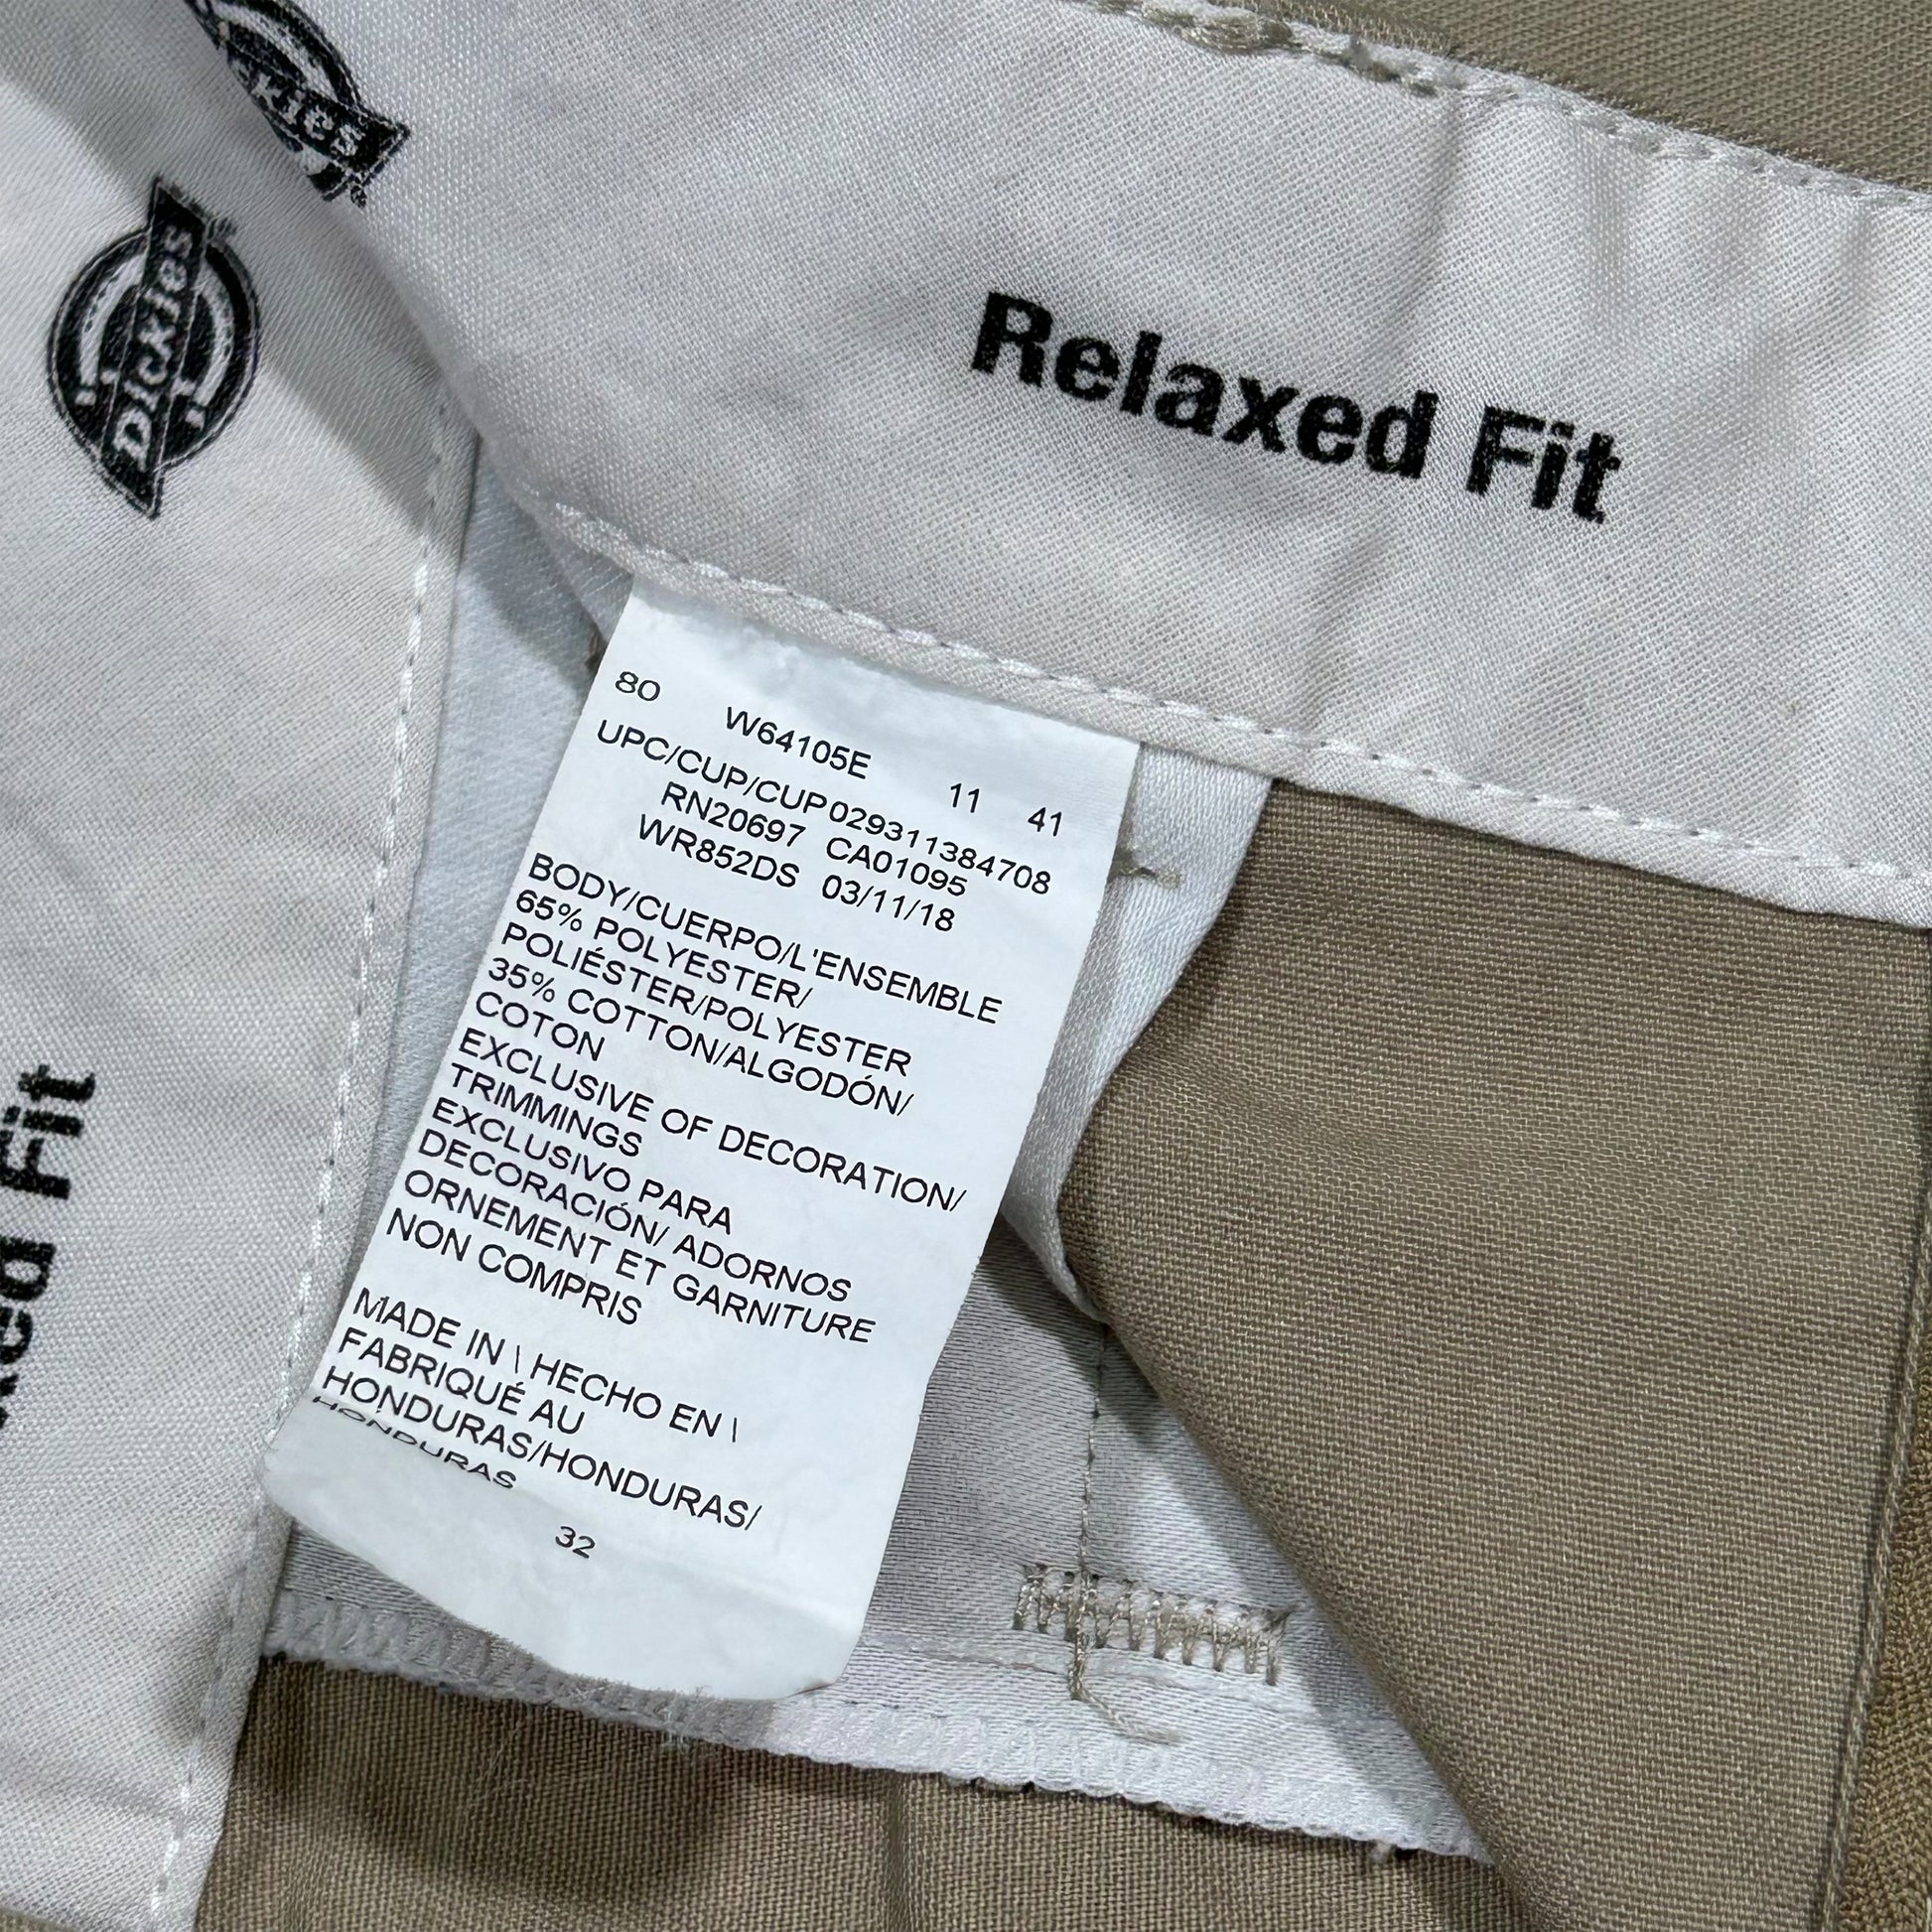 Dickies
Dickies
Relaxed Fit
Fit
80 W64105E 11 41
UPC/CUP/CUP029311384708
RN20697 CA01095
WR852DS 03/11/18
BODY/CUERPO/L'ENSEMBLE
65% POLYESTER/
POLIÉSTER/POLYESTER
35% COTTON/ALGODÓN/
COTON
EXCLUSIVE OF DECORATION/
TRIMMINGS
EXCLUSIVO PARA
DECORACIÓN/ ADORNOS
ORNEMENT ET GARNITURE
NON COMPRIS
MADE IN \ HECHO EN \
FABRIQUÉ AU
HONDURAS/HONDURAS/
HONDURAS
32